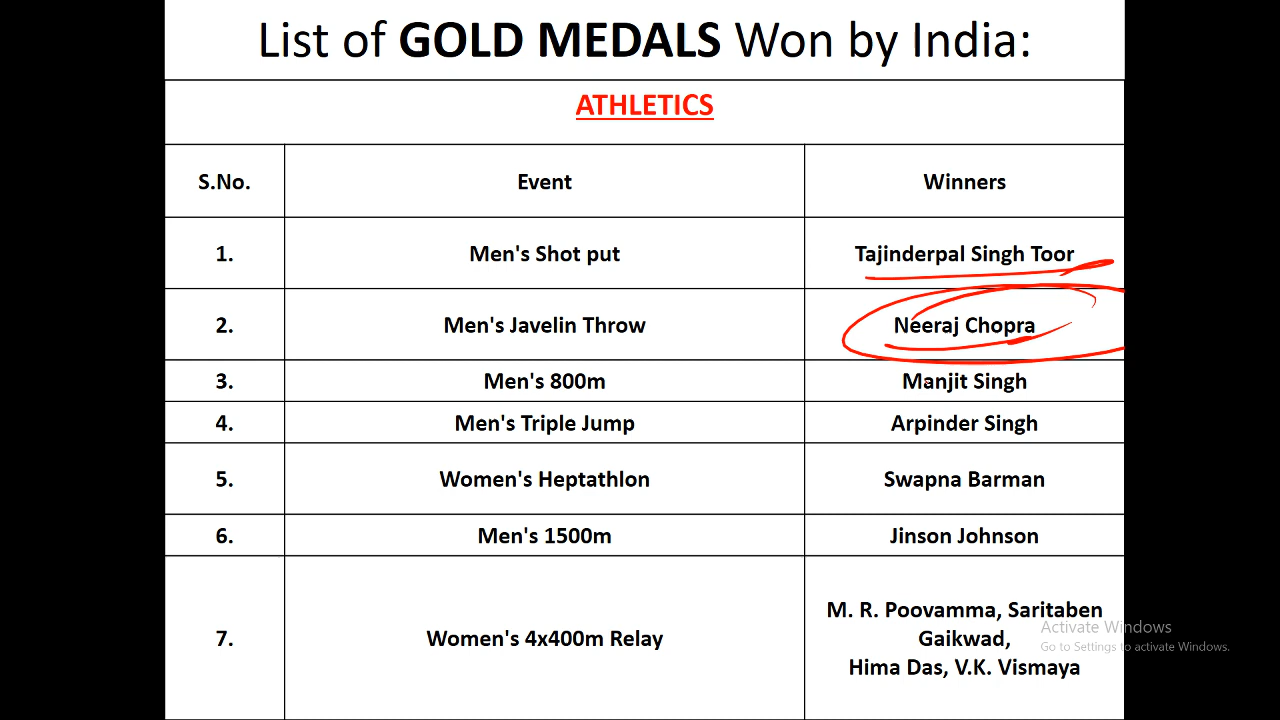 List of GOLD MEDALS Won by India:
ATHLETICS
S.No. Event Winners
1. Men's Shot put Tajinderpal Singh Toor
2. Men's Javelin Throw Neeraj Chopra
3. Men's 800m Manjit Singh
4. Men's Triple Jump Arpinder Singh
5. Women's Heptathlon Swapna Barman
6. Men's 1500m Jinson Johnson
7. Women's 4x400m Relay M. R. Poovamma, Saritaben
Gaikwad,
Hima Das, V.K. Vismaya
Activate Windows
Go to Settings to activate Windows.